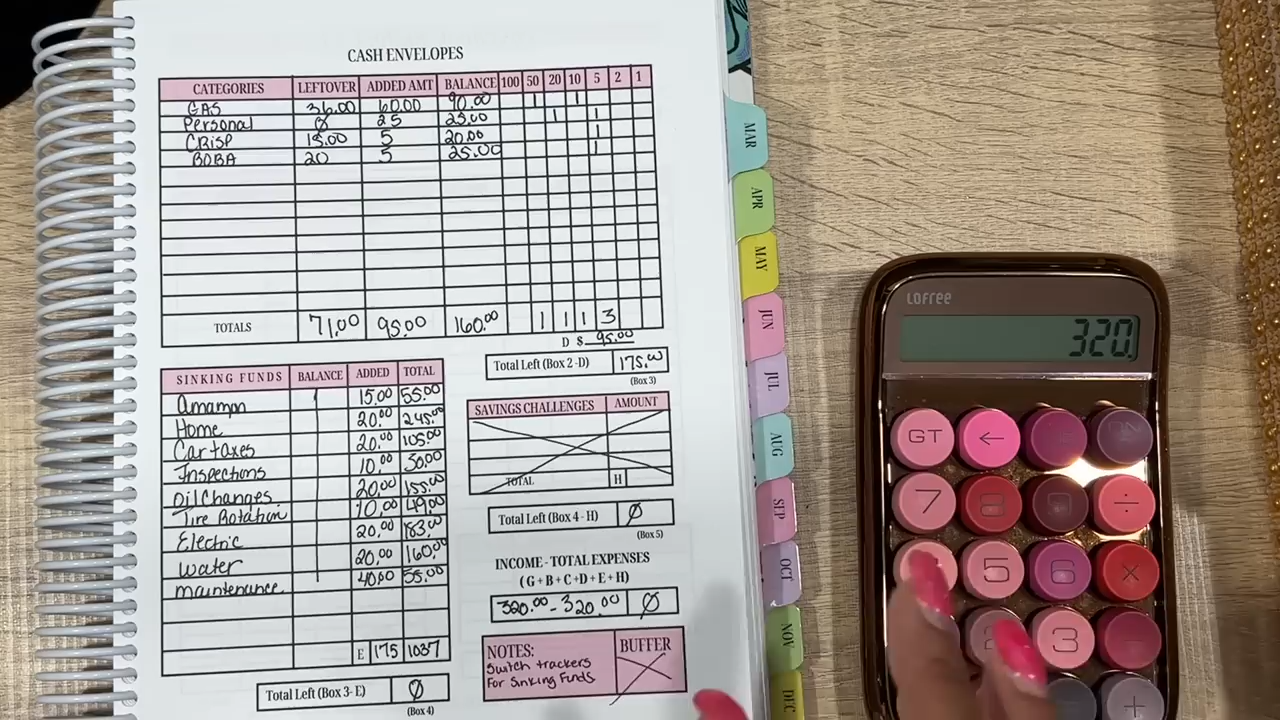 CASH ENVELOPES
CATEGORIES LEFTOVER ADDED AMT BALANCE 100 50 20 10 5 2 1
GAS 36.00 60.00 90.00 1 1
Personal 0 25 25.00 1 1
CRISP 15.00 5 20.00 1
BOBA 20 5 25.00 1
TOTALS 71.00 95.00 160.00 1 1 1 3
D $ 95.00
Total Left (Box 2 - D) 175.00
(Box 3)
SINKING FUNDS BALANCE ADDED TOTAL
15.00 55.00
Home 20.00 245.00
Car taxes 20.00 105.00
Inspections 10.00 30.00
Oil Changes 20.00 155.00
Tire Rotation 10.00 49.00
Electric 20.00 183.00
water 20.00 160.00
maintenance 40.00 55.00
E 175 1037
Total Left (Box 3- E) 0
(Box 4)
SAVINGS CHALLENGES AMOUNT
TOTAL H
Total Left (Box 4 - H) 0
(Box 5)
INCOME - TOTAL EXPENSES
( G + B + C + D + E + H )
320.00 - 320.00 0
NOTES: BUFFER
Switch trackers
For Sinking Funds
MAR
APR
MAY
JUN
JUL
AUG
SEP
OCT
NOV
DEC
LOFREE
320.
GT ←
7 8 9 ÷
5 6 ×
2 3 -
+